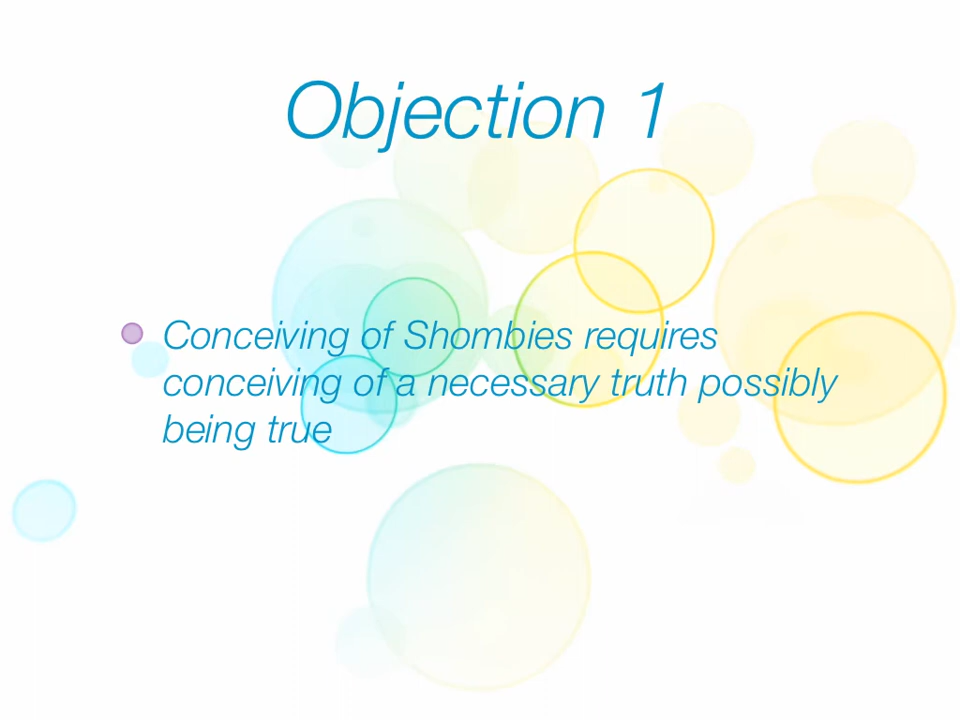 Objection 1
Conceiving of Shombies requires
conceiving of a necessary truth possibly
being true